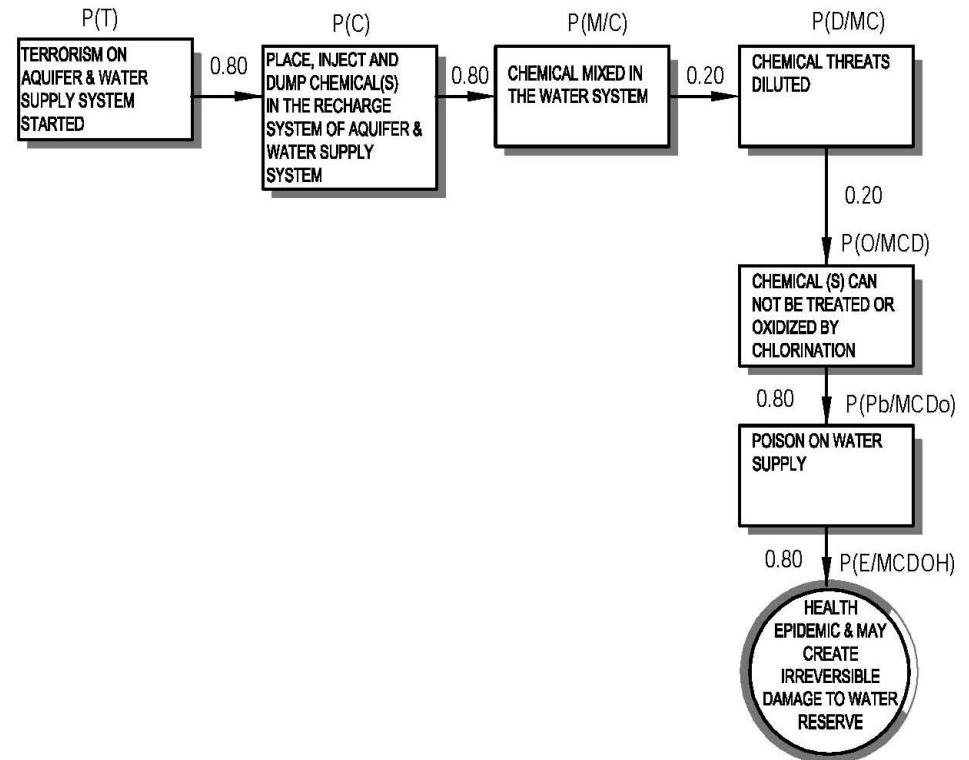 P(T)
TERRORISM ON
AQUIFER & WATER
SUPPLY SYSTEM
STARTED
0.80
P(C)
PLACE, INJECT AND
DUMP CHEMICAL(S)
IN THE RECHARGE
SYSTEM OF AQUIFER &
WATER SUPPLY
SYSTEM
0.80
P(M/C)
CHEMICAL MIXED IN
THE WATER SYSTEM
0.20
P(D/MC)
CHEMICAL THREATS
DILUTED
0.20
P(O/MCD)
CHEMICAL (S) CAN
NOT BE TREATED OR
OXIDIZED BY
CHLORINATION
0.80
P(Pb/MCDo)
POISON ON WATER
SUPPLY
0.80
P(E/MCDOH)
HEALTH
EPIDEMIC & MAY
CREATE
IRREVERSIBLE
DAMAGE TO WATER
RESERVE